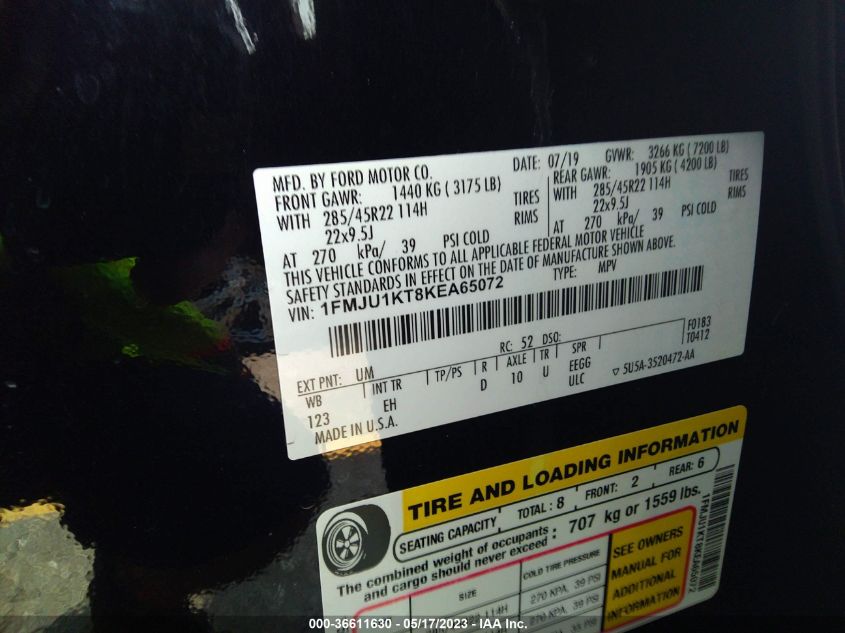 MFD. BY FORD MOTOR CO. DATE: 07/19 GVWR: 3266 KG ( 7200 LB)
FRONT GAWR: 1440 KG ( 3175 LB) REAR GAWR: 1905 KG ( 4200 LB)
WITH 285/45R22 114H TIRES WITH 285/45R22 114H TIRES
22x9.5J RIMS 22x9.5J RIMS
AT 270 kPa/ 39 PSI COLD AT 270 kPa/ 39 PSI COLD
THIS VEHICLE CONFORMS TO ALL APPLICABLE FEDERAL MOTOR VEHICLE
SAFETY STANDARDS IN EFFECT ON THE DATE OF MANUFACTURE SHOWN ABOVE.
VIN: 1FMJU1KT8KEA65072 TYPE: MPV
F0183
RC: 52 DSO: T0412
EXT PNT: UM
WB INT TR TP/PS R AXLE TR SPR
123 EH D 10 U EEGG
ULC ▽ 5U5A-3520472-AA
MADE IN U.S.A.
TIRE AND LOADING INFORMATION
SEATING CAPACITY TOTAL : 8 FRONT: 2 REAR: 6
The combined weight of occupants : 707 kg or 1559 lbs.
and cargo should never exceed :
SIZE COLD TIRE PRESSURE
114H 270 KPA, 39 PSI
270 KPA, 39 PSI
SEE OWNERS
MANUAL FOR
ADDITIONAL
INFORMATION
1FMJU1KT8KEA65072
000-36611630 - 05/17/2023 - IAA Inc.